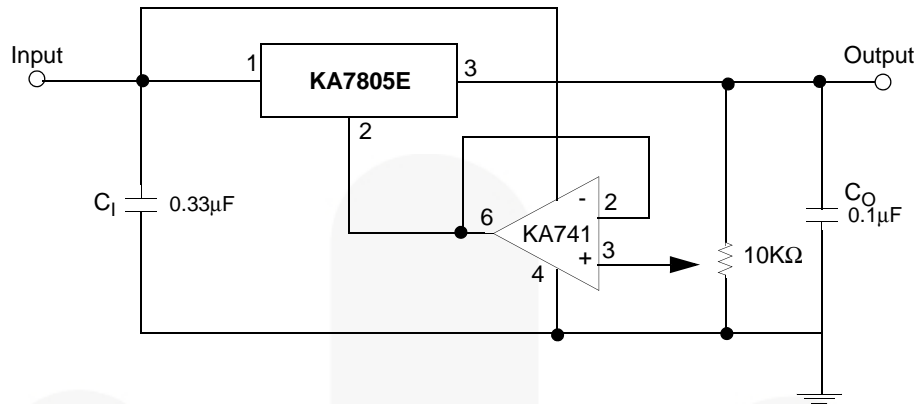 Input
Output
1
KA7805E
3
2
C_I 0.33μF
6
-
2
KA741
+
3
4
10KΩ
C_O
0.1μF